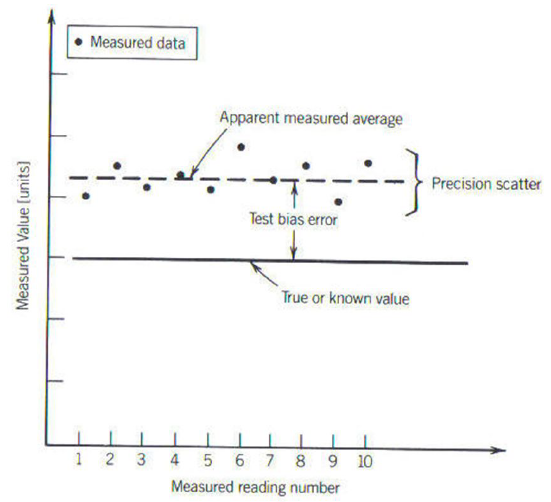 Measured data
Apparent measured average
Precision scatter
Test bias error
True or known value
Measured Value [units]
1 2 3 4 5 6 7 8 9 10
Measured reading number